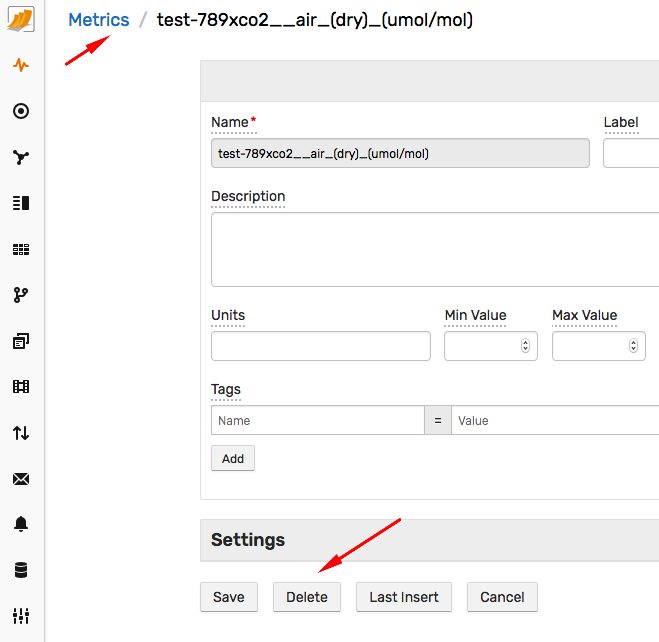 Metrics / test-789xco2__air_(dry)_(umol/mol)
Name* Label
test-789xco2__air_(dry)_(umol/mol)
Description
Units Min Value Max Value
Tags
Name = Value
Add
Settings
Save Delete Last Insert Cancel